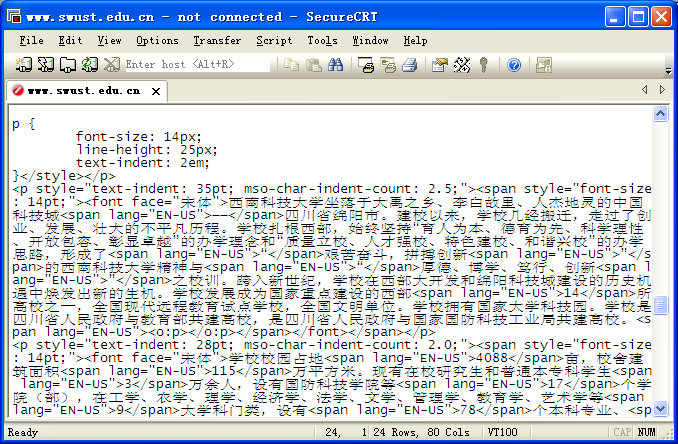 www.swust.edu.cn - not connected - SecureCRT
File Edit View Options Transfer Script Tools Window Help
Enter host <Alt+R>
www.swust.edu.cn
p {
font-size: 14px;
line-height: 25px;
text-indent: 2em;
}</style></p>
<p style="text-indent: 35pt; mso-char-indent-count: 2.5;"><span style="font-size
: 14pt;"><font face="宋体">西南科技大学坐落于大禹之乡、李白故里、人杰地灵的中国
科技城<span lang="EN-US">——</span>四川省绵阳市。建校以来，学校几经搬迁，走过了创
业、发展、壮大的不平凡历程。学校扎根西部，始终坚持“育人为本、德育为先、科学理性
、开放包容、彰显卓越”的办学理念和“质量立校、人才强校、特色建校、和谐兴校”的办学
思路，形成了<span lang="EN-US">“</span>艰苦奋斗，拼搏创新<span lang="EN-US">”</s
pan>的西南科技大学精神与<span lang="EN-US">“</span>厚德、博学、笃行、创新<span l
ang="EN-US">”</span>之校训。跨入新世纪，学校在西部大开发和绵阳科技城建设的历史机
遇中焕发出新的生机。学校发展成为国家重点建设的西部<span lang="EN-US">14</span>所
高校之一，全国现代远程教育试点学校，全国文明单位。学校拥有国家大学科技园。学校是
四川省人民政府与教育部共建高校，是四川省人民政府与国家国防科技工业局共建高校。<s
pan lang="EN-US"><o:p></o:p></span></font></span></p>
<p style="text-indent: 28pt; mso-char-indent-count: 2.0;"><span style="font-size
: 14pt;"><font face="宋体">学校校园占地<span lang="EN-US">4088</span>亩，校舍建
筑面积<span lang="EN-US">115</span>万平方米。现有在校研究生和普通本专科学生<span
lang="EN-US">3</span>万余人，设有国防科技学院等<span lang="EN-US">17</span>个学
院（部），在工学、农学、理学、经济学、法学、文学、管理学、教育学、艺术学等<span
lang="EN-US">9</span>大学科门类，设有<span lang="EN-US">78</span>个本科专业、<sp
Ready 24, 1 24 Rows, 80 Cols VT100 CAP NUM